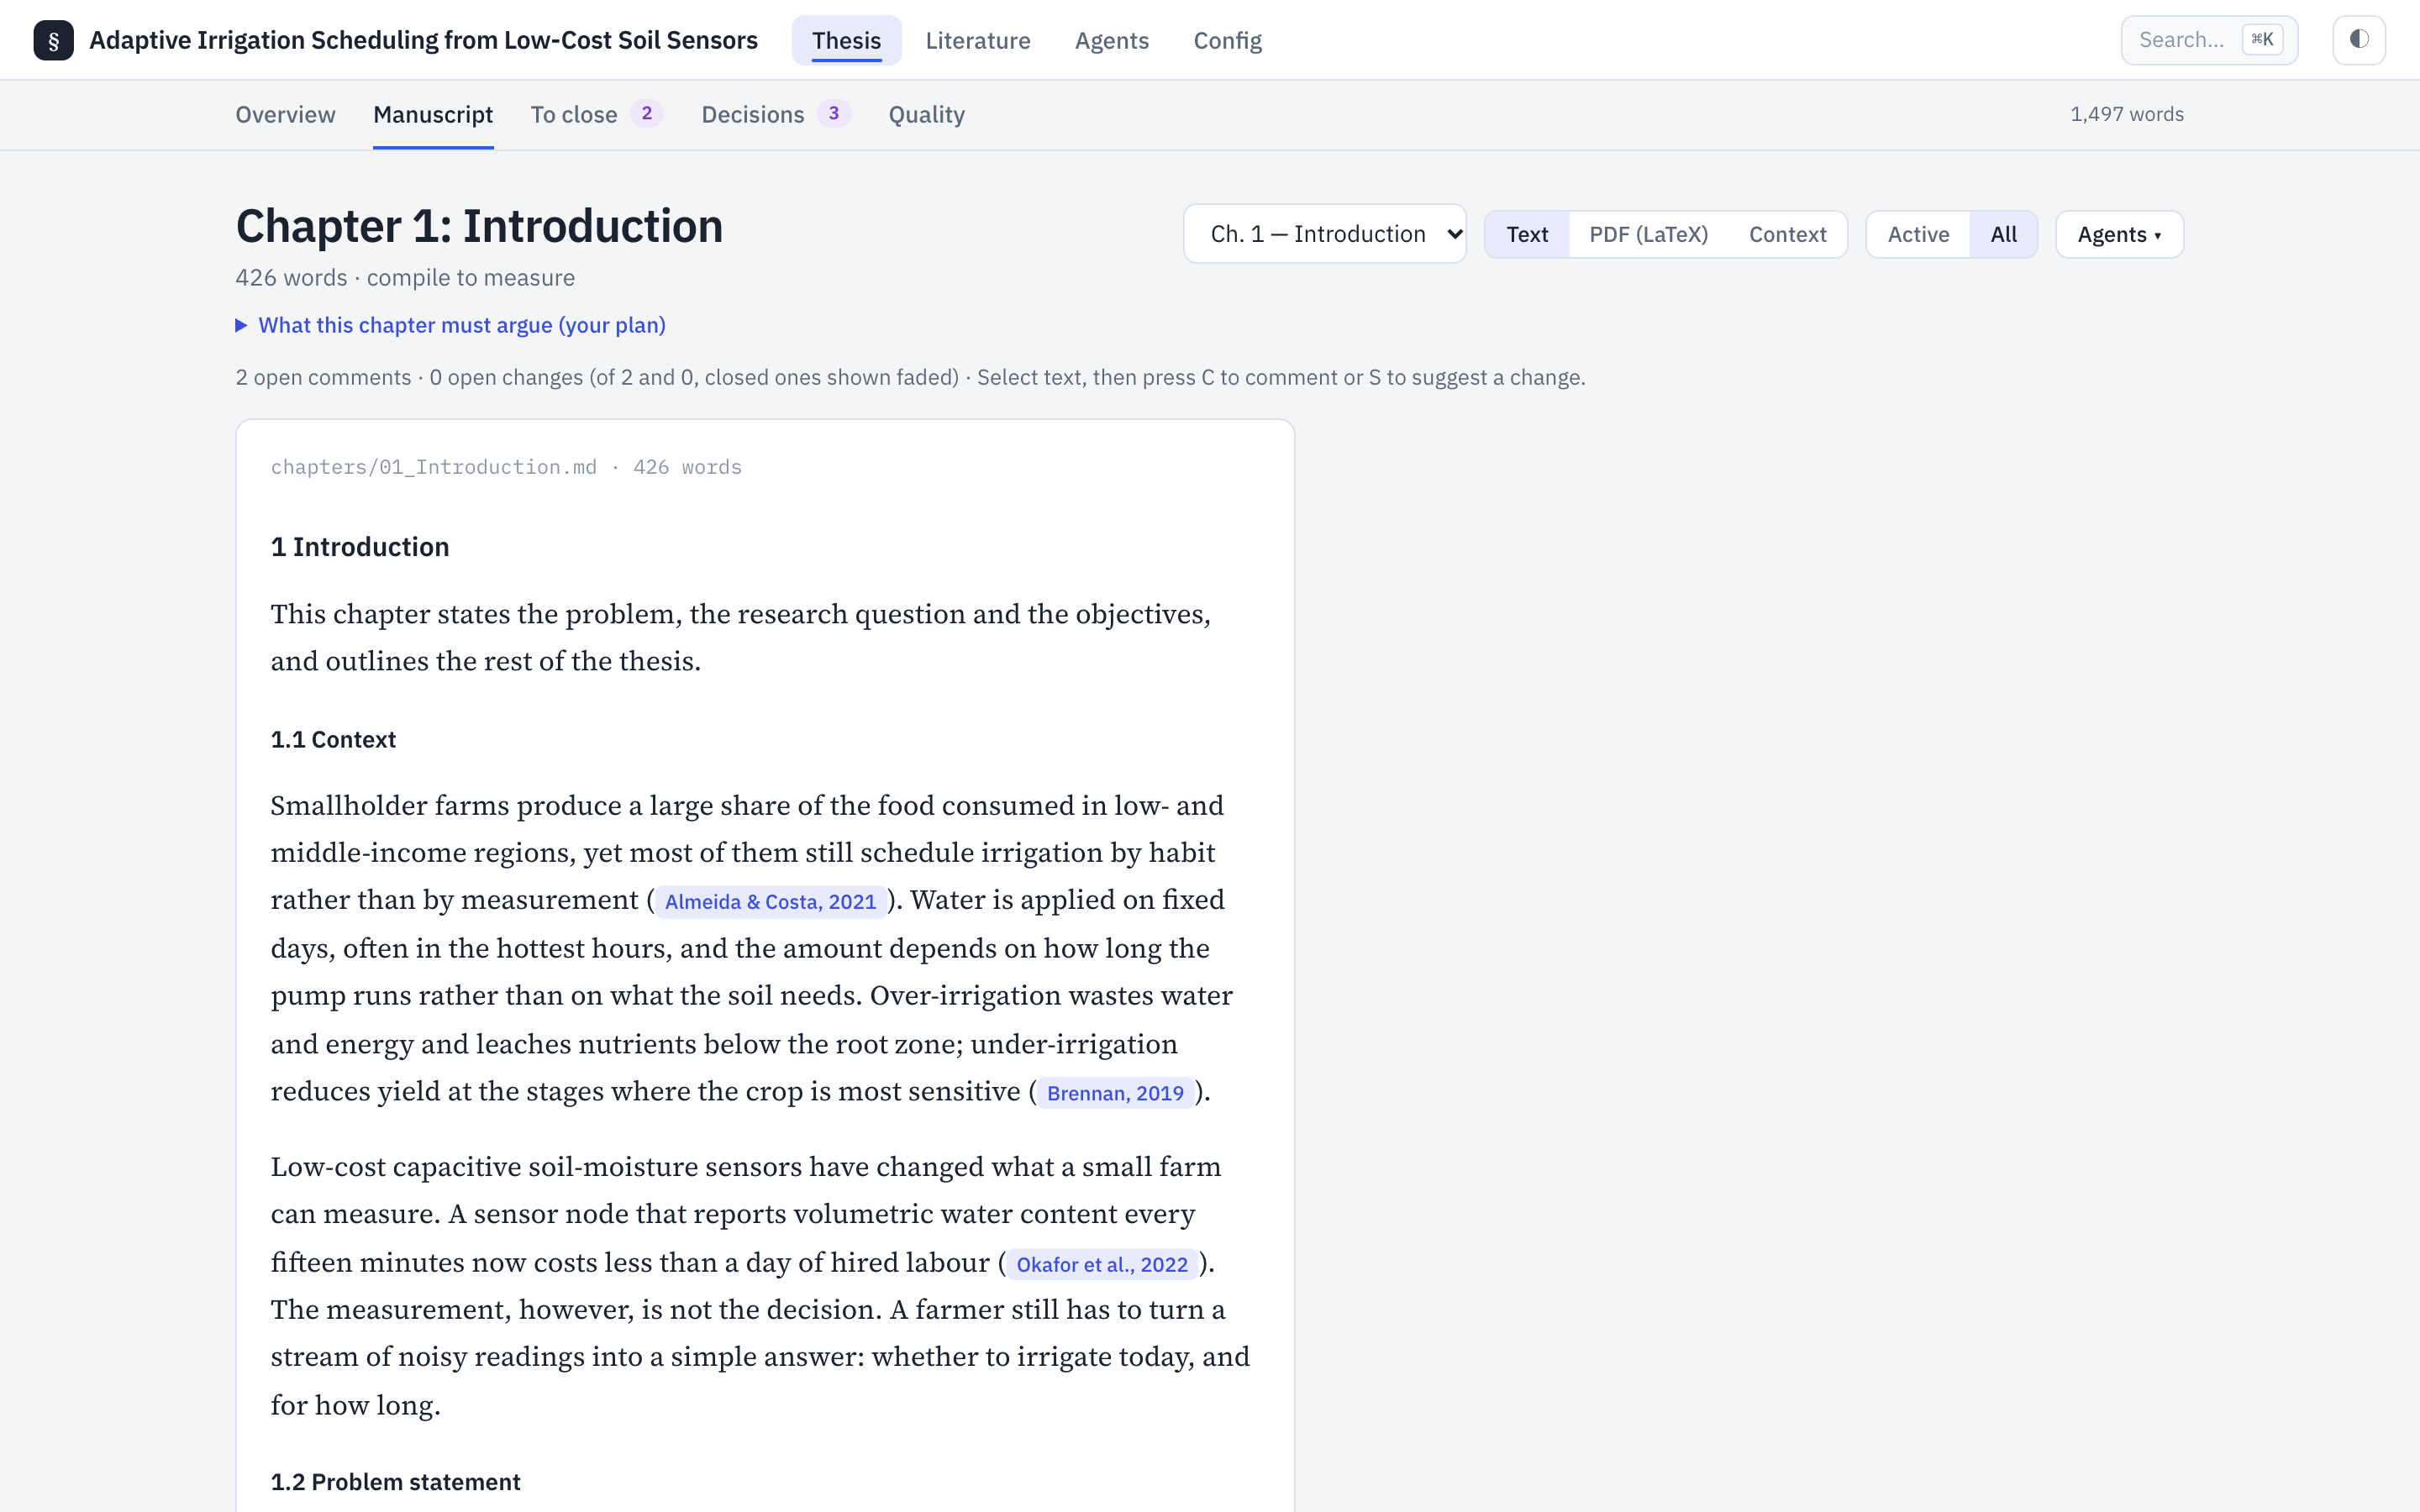 § Adaptive Irrigation Scheduling from Low-Cost Soil Sensors Thesis Literature Agents Config Search... ⌘K
Overview Manuscript To close 2 Decisions 3 Quality 1,497 words
Chapter 1: Introduction
Ch. 1 — Introduction Text PDF (LaTeX) Context Active All Agents ▾
426 words · compile to measure
▶ What this chapter must argue (your plan)
2 open comments · 0 open changes (of 2 and 0, closed ones shown faded) · Select text, then press C to comment or S to suggest a change.
chapters/01_Introduction.md · 426 words
1 Introduction
This chapter states the problem, the research question and the objectives,
and outlines the rest of the thesis.
1.1 Context
Smallholder farms produce a large share of the food consumed in low- and
middle-income regions, yet most of them still schedule irrigation by habit
rather than by measurement (Almeida & Costa, 2021). Water is applied on fixed
days, often in the hottest hours, and the amount depends on how long the
pump runs rather than on what the soil needs. Over-irrigation wastes water
and energy and leaches nutrients below the root zone; under-irrigation
reduces yield at the stages where the crop is most sensitive (Brennan, 2019).
Low-cost capacitive soil-moisture sensors have changed what a small farm
can measure. A sensor node that reports volumetric water content every
fifteen minutes now costs less than a day of hired labour (Okafor et al., 2022).
The measurement, however, is not the decision. A farmer still has to turn a
stream of noisy readings into a simple answer: whether to irrigate today, and
for how long.
1.2 Problem statement